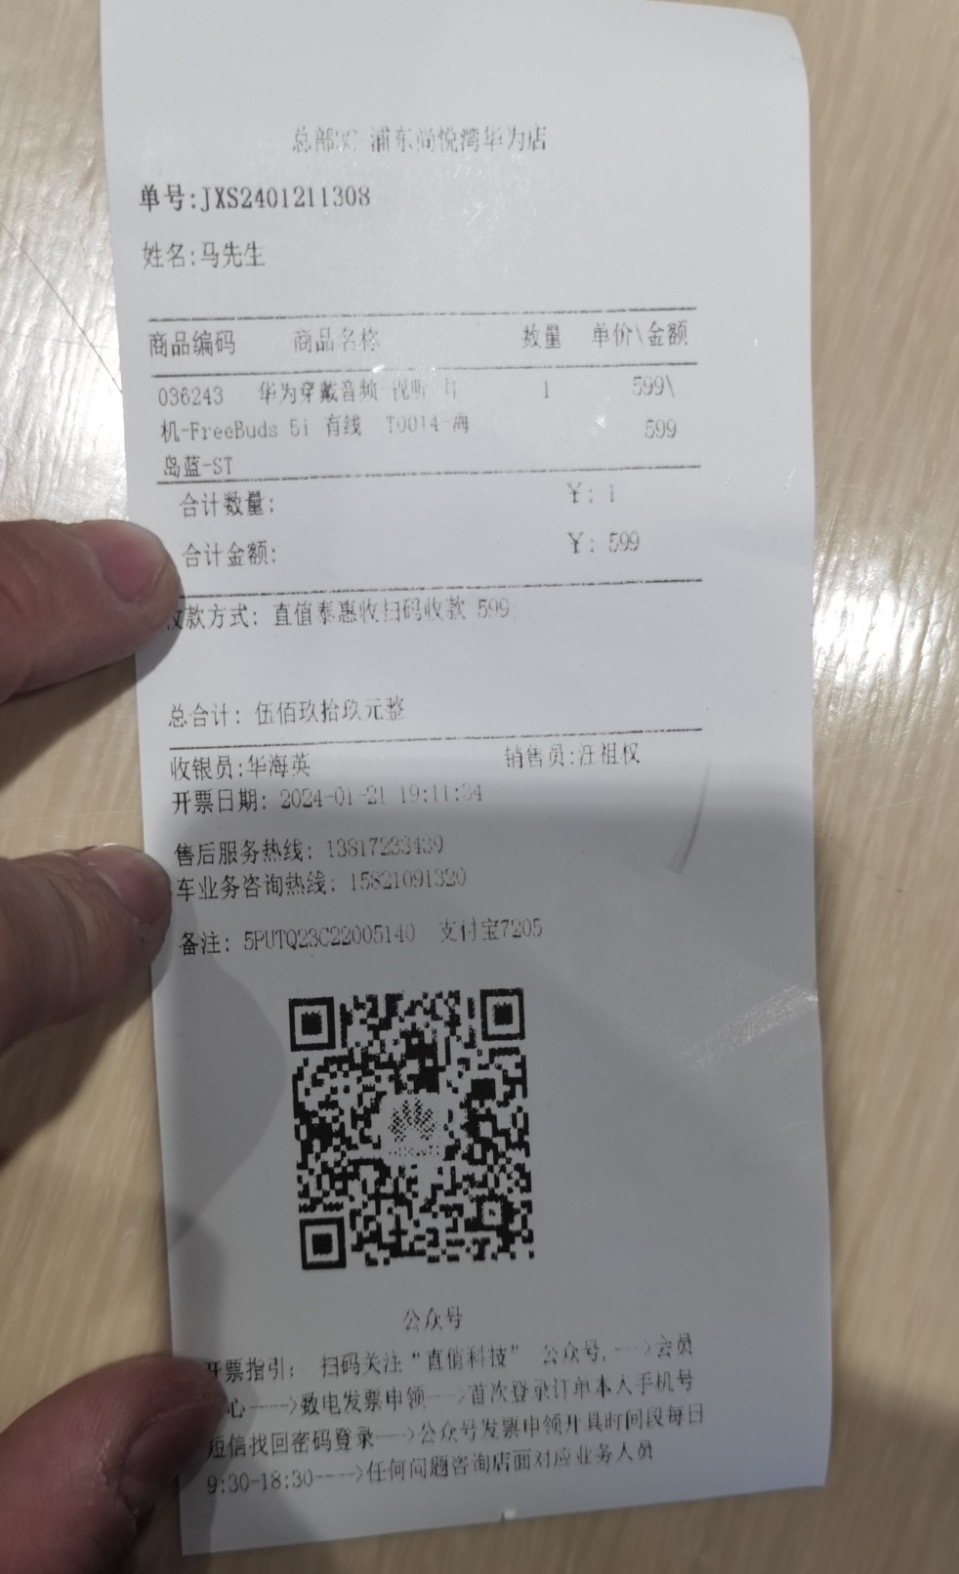 总部3C 浦东尚悦湾华为店
单号:JXS2401211308
姓名:马先生
商品编码 商品名称 数量 单价\金额
036243 华为穿戴音频-视听-耳 1 599\
机-FreeBuds 5i 有线 T0014-海 599
岛蓝-ST
合计数量: ¥: 1
合计金额: ¥: 599
收款方式: 直值泰惠收扫码收款 599
总合计: 伍佰玖拾玖元整
收银员:华海英 销售员:汪祖权
开票日期: 2024-01-21 19:11:34
售后服务热线: 13817233439
车业务咨询热线: 15821091320
备注: 5PUTQ23C22005140 支付宝7205
公众号
开票指引: 扫码关注“直值科技” 公众号,--->会员
心---->数电发票申领---->首次登录订单本人手机号
短信找回密码登录---->公众号发票申领开具时间段每日
9:30-18:30---->任何问题咨询店面对应业务人员